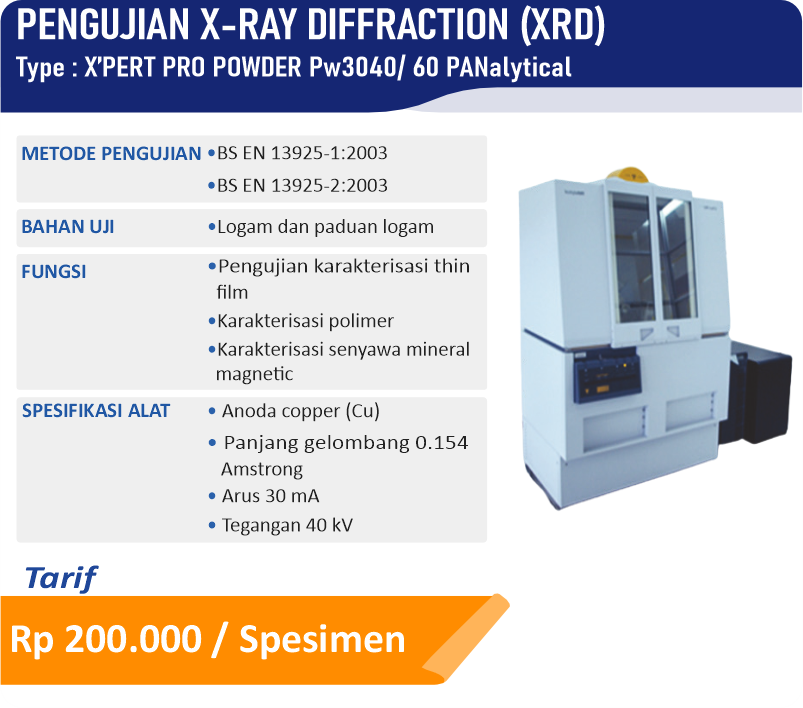 PENGUJIAN X-RAY DIFFRACTION (XRD)
Type : X'PERT PRO POWDER Pw3040/ 60 PANalytical
METODE PENGUJIAN •BS EN 13925-1:2003
•BS EN 13925-2:2003
BAHAN UJI •Logam dan paduan logam
FUNGSI •Pengujian karakterisasi thin
film
•Karakterisasi polimer
•Karakterisasi senyawa mineral
magnetic
SPESIFIKASI ALAT • Anoda copper (Cu)
• Panjang gelombang 0.154
Amstrong
• Arus 30 mA
• Tegangan 40 kV
Tarif
Rp 200.000 / Spesimen